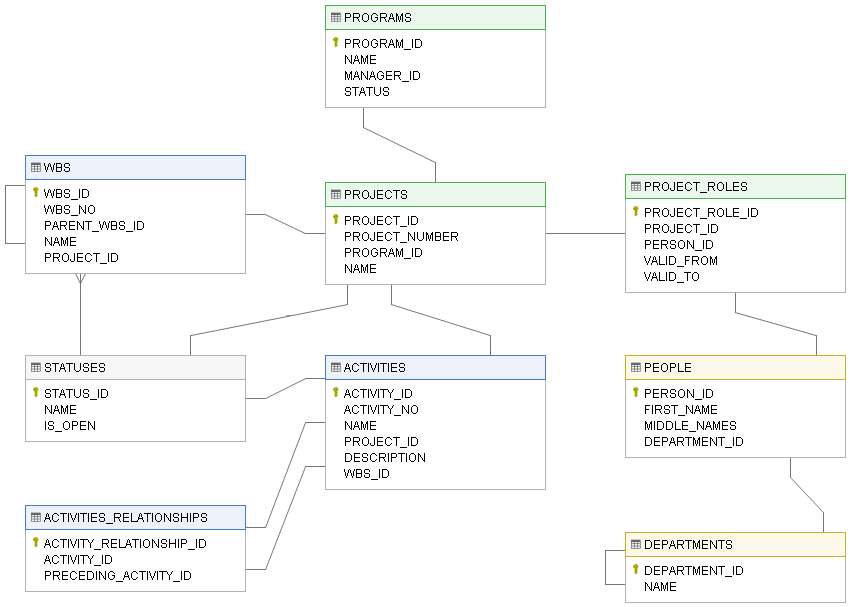 PROGRAMS
PROGRAM_ID
NAME
MANAGER_ID
STATUS
WBS
WBS_ID
WBS_NO
PARENT_WBS_ID
NAME
PROJECT_ID
PROJECTS
PROJECT_ID
PROJECT_NUMBER
PROGRAM_ID
NAME
PROJECT_ROLES
PROJECT_ROLE_ID
PROJECT_ID
PERSON_ID
VALID_FROM
VALID_TO
STATUSES
STATUS_ID
NAME
IS_OPEN
ACTIVITIES
ACTIVITY_ID
ACTIVITY_NO
NAME
PROJECT_ID
DESCRIPTION
WBS_ID
PEOPLE
PERSON_ID
FIRST_NAME
MIDDLE_NAMES
DEPARTMENT_ID
ACTIVITIES_RELATIONSHIPS
ACTIVITY_RELATIONSHIP_ID
ACTIVITY_ID
PRECEDING_ACTIVITY_ID
DEPARTMENTS
DEPARTMENT_ID
NAME